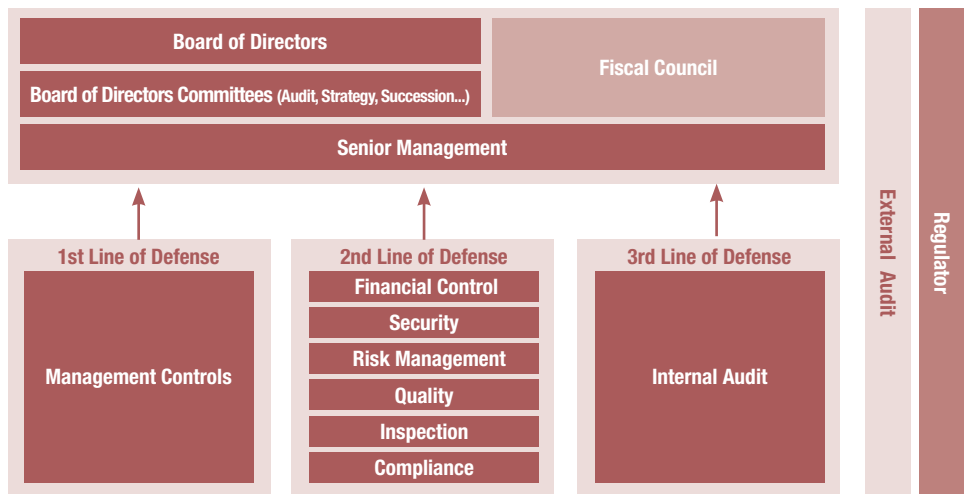 Board of Directors
Board of Directors Committees (Audit, Strategy, Succession...)
Fiscal Council
Senior Management
1st Line of Defense
Management Controls
2nd Line of Defense
Financial Control
Security
Risk Management
Quality
Inspection
Compliance
3rd Line of Defense
Internal Audit
External Audit
Regulator